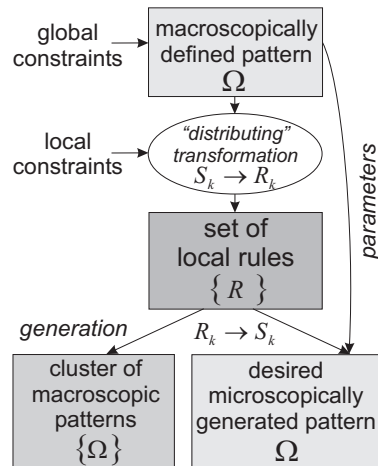 global
constraints
macroscopically
defined pattern
Ω
local
constraints
"distributing"
transformation
S_k → R_k
parameters
set of
local rules
{ R }
generation
R_k → S_k
cluster of
macroscopic
patterns
{Ω}
desired
microscopically
generated pattern
Ω